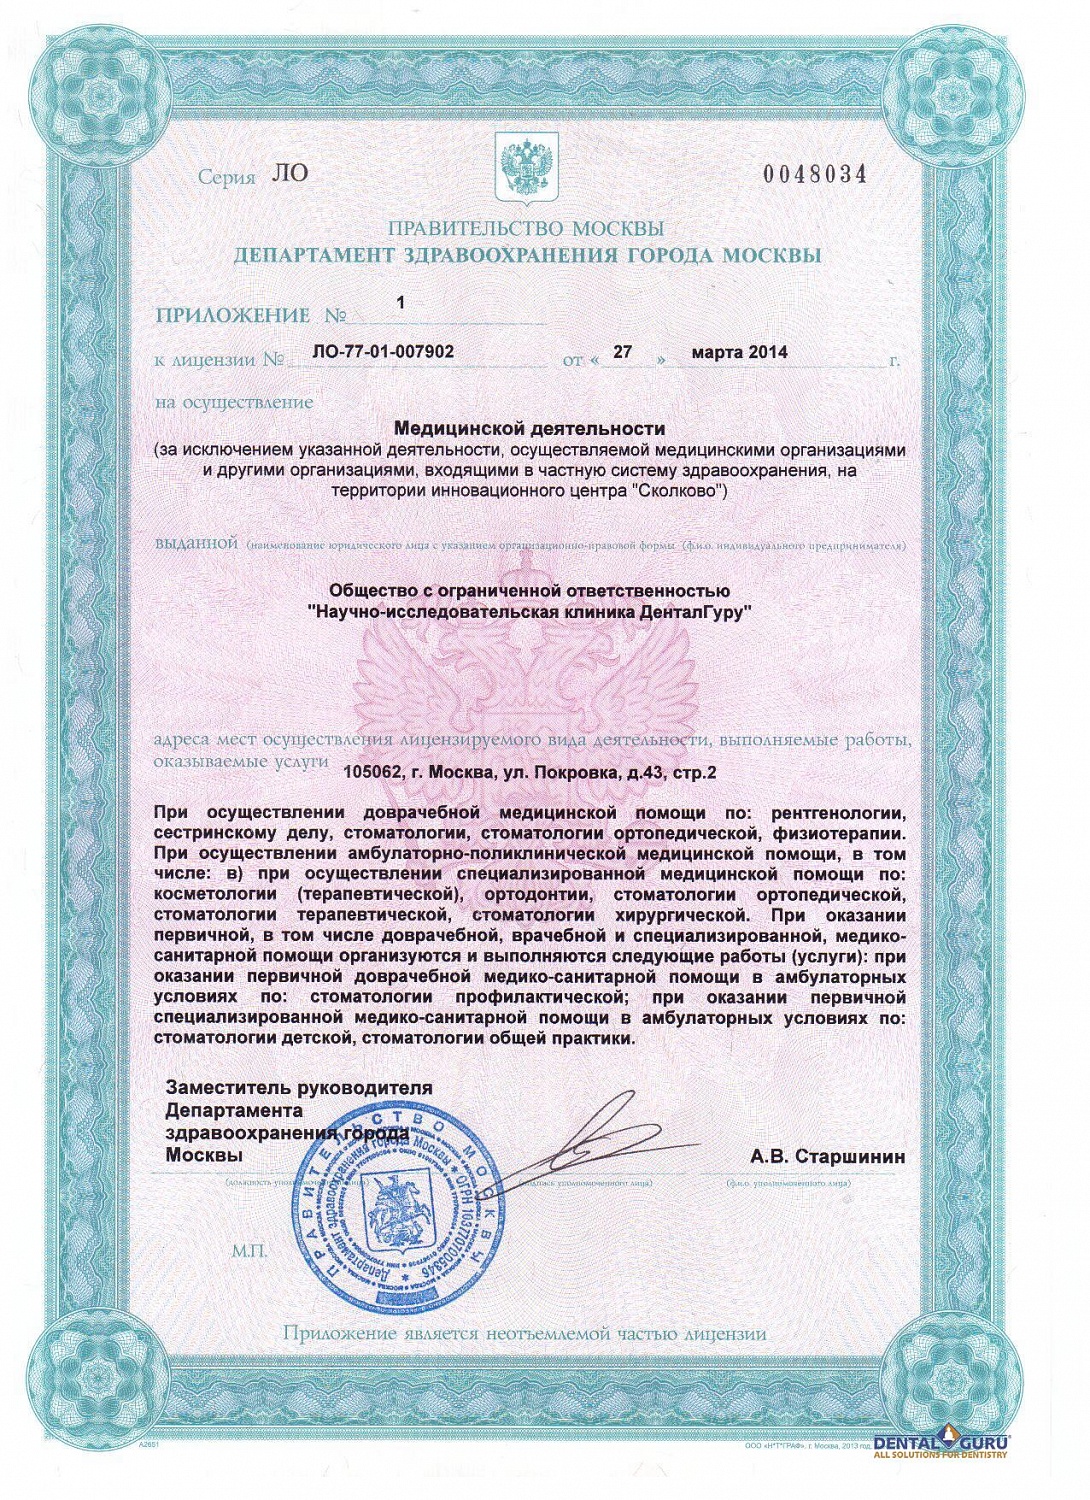 Серия ЛО 0048034
ПРАВИТЕЛЬСТВО МОСКВЫ
ДЕПАРТАМЕНТ ЗДРАВООХРАНЕНИЯ ГОРОДА МОСКВЫ
ПРИЛОЖЕНИЕ № 1
к лицензии № ЛО-77-01-007902 от « 27 » марта 2014 г.
на осуществление
Медицинской деятельности
(за исключением указанной деятельности, осуществляемой медицинскими организациями
и другими организациями, входящими в частную систему здравоохранения, на
территории инновационного центра "Сколково")
выданной (наименование юридического лица с указанием организационно-правовой формы (ф.и.о. индивидуального предпринимателя)
Общество с ограниченной ответственностью
"Научно-исследовательская клиника ДенталГуру"
адреса мест осуществления лицензируемого вида деятельности, выполняемые работы,
оказываемые услуги
105062, г. Москва, ул. Покровка, д.43, стр.2
При осуществлении доврачебной медицинской помощи по: рентгенологии,
сестринскому делу, стоматологии, стоматологии ортопедической, физиотерапии.
При осуществлении амбулаторно-поликлинической медицинской помощи, в том
числе: в) при осуществлении специализированной медицинской помощи по:
косметологии (терапевтической), ортодонтии, стоматологии ортопедической,
стоматологии терапевтической, стоматологии хирургической. При оказании
первичной, в том числе доврачебной, врачебной и специализированной, медико-
санитарной помощи организуются и выполняются следующие работы (услуги): при
оказании первичной доврачебной медико-санитарной помощи в амбулаторных
условиях по: стоматологии профилактической; при оказании первичной
специализированной медико-санитарной помощи в амбулаторных условиях по:
стоматологии детской, стоматологии общей практики.
Заместитель руководителя
Департамента
здравоохранения города
Москвы А.В. Старшинин
(должность уполномоченного лица) (подпись уполномоченного лица) (ф.и.о. уполномоченного лица)
ПРАВИТЕЛЬСТВО МОСКВЫ
Департамент здравоохранения города Москвы * ОГРН 1037707005346 *
М.П.
Приложение является неотъемлемой частью лицензии
А2651
ООО «Н*Т*ГРАФ», г. Москва, 2013 год
DENTAL GURU
ALL SOLUTIONS FOR DENTISTRY